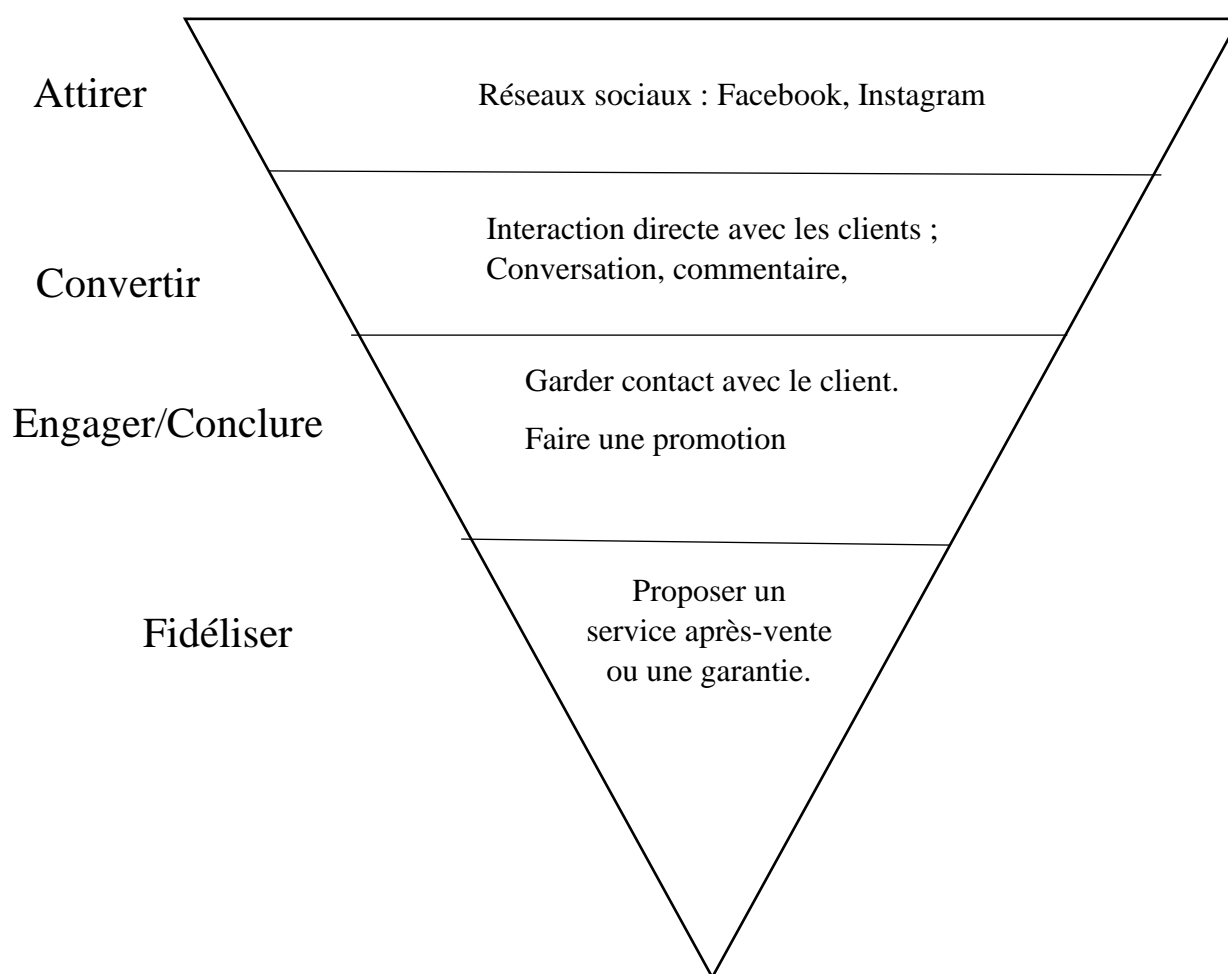 Attirer
Réseaux sociaux : Facebook, Instagram
Interaction directe avec les clients ;
Conversation, commentaire,
Convertir
Garder contact avec le client.
Engager/Conclure
Faire une promotion
Proposer un
service après-vente
ou une garantie.
Fidéliser